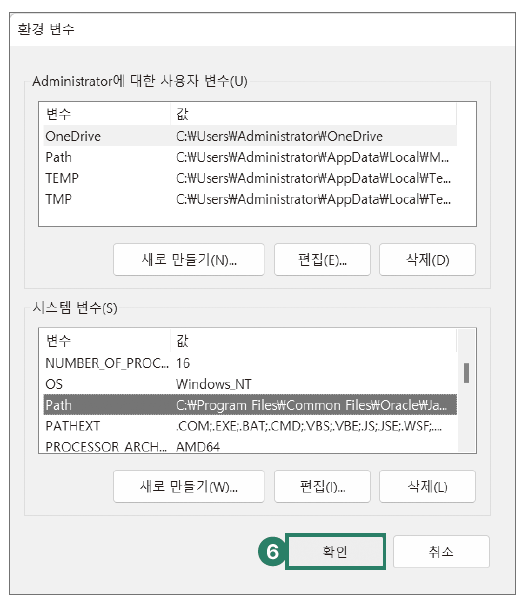 환경 변수
Administrator에 대한 사용자 변수(U)
변수 값
OneDrive C:₩Users₩Administrator₩OneDrive
Path C:₩Users₩Administrator₩AppData₩Local₩M...
TEMP C:₩Users₩Administrator₩AppData₩Local₩Te...
TMP C:₩Users₩Administrator₩AppData₩Local₩Te...
새로 만들기(N)... 편집(E)... 삭제(D)
시스템 변수(S)
변수 값
NUMBER_OF_PROC... 16
OS Windows_NT
Path C:₩Program Files₩Common Files₩Oracle₩Ja...
PATHEXT .COM;.EXE;.BAT;.CMD;.VBS;.VBE;.JS;.JSE;.WSF;....
PROCESSOR_ARCH... AMD64
새로 만들기(W)... 편집(I)... 삭제(L)
6 확인 취소